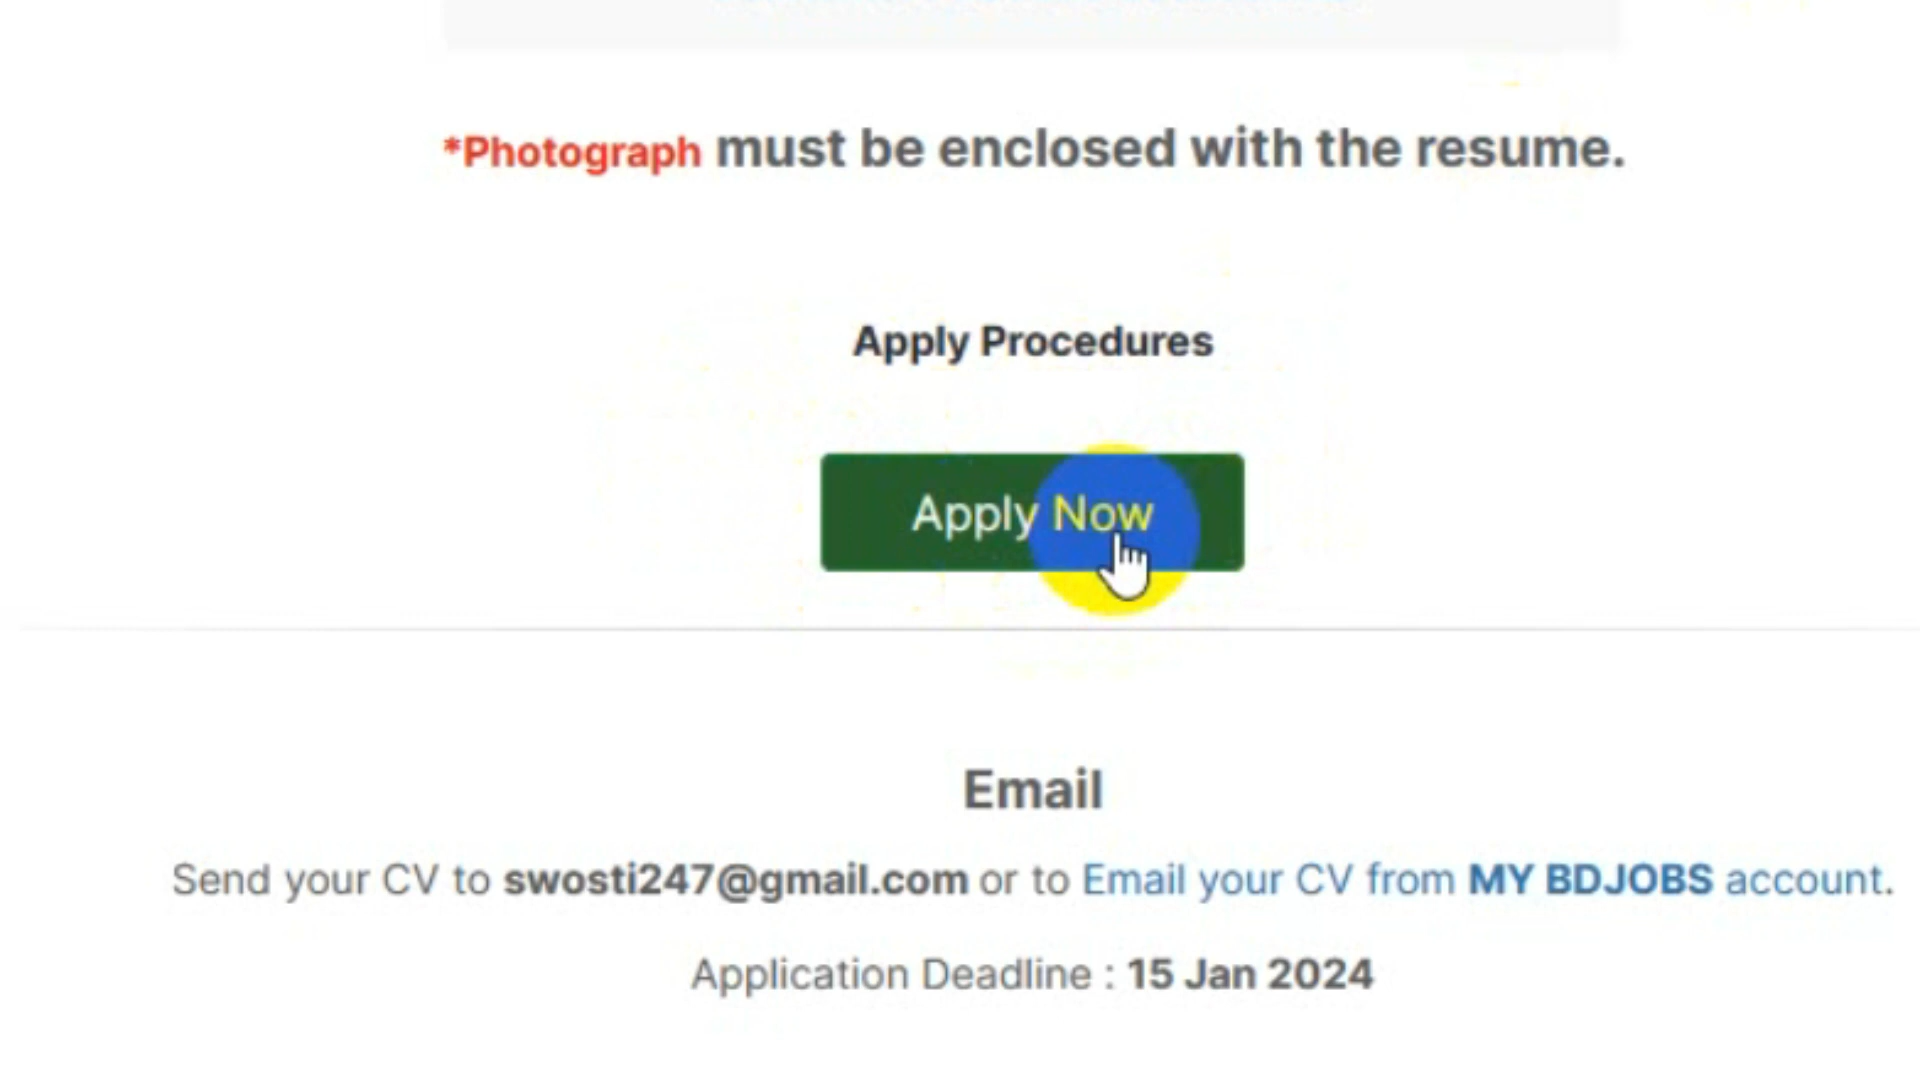 *Photograph must be enclosed with the resume.
Apply Procedures
Apply Now
Email
Send your CV to swosti247@gmail.com or to Email your CV from MY BDJOBS account.
Application Deadline : 15 Jan 2024